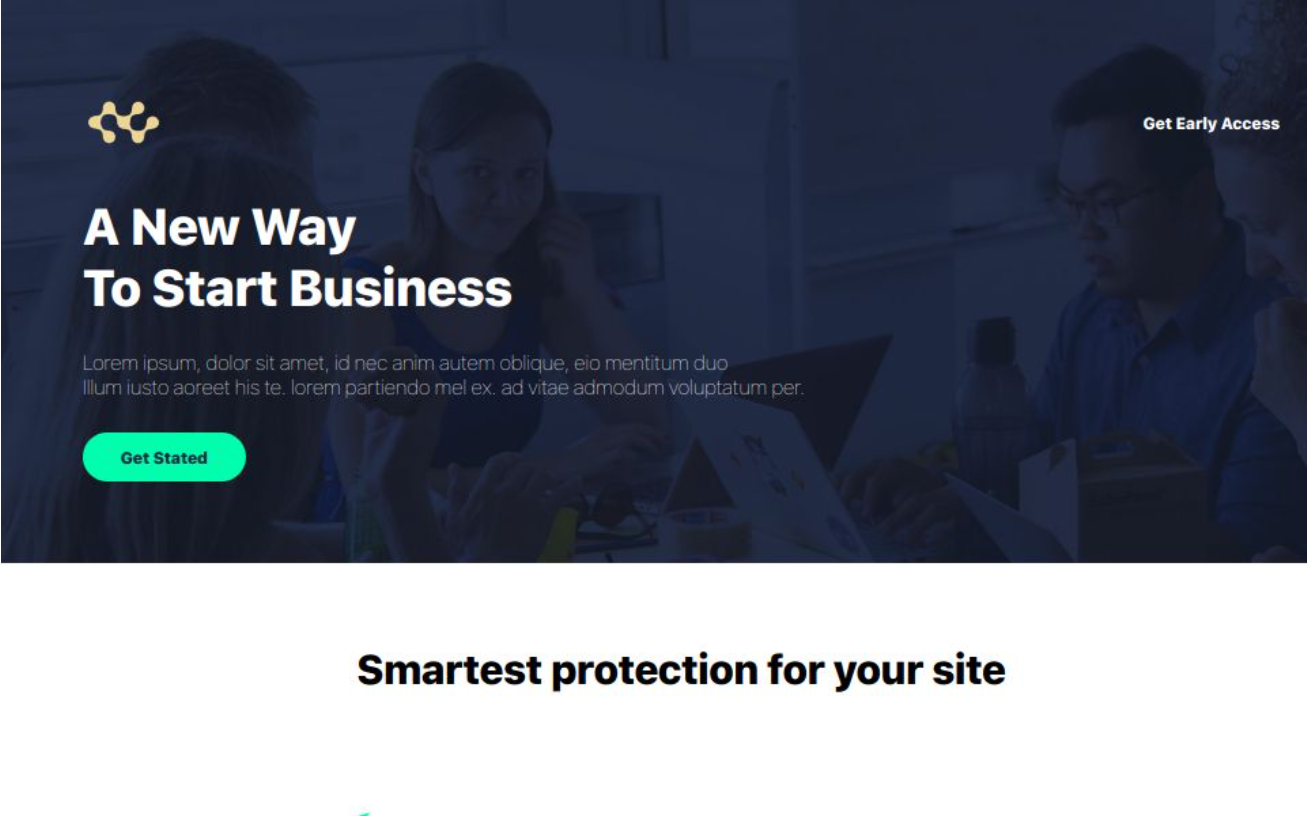 Get Early Access
A New Way
To Start Business
Lorem ipsum, dolor sit amet, id nec anim autem oblique, eio mentitum duo
Illum iusto aoreet his te. lorem partiendo mel ex. ad vitae admodum voluptatum per.
Get Stated
Smartest protection for your site